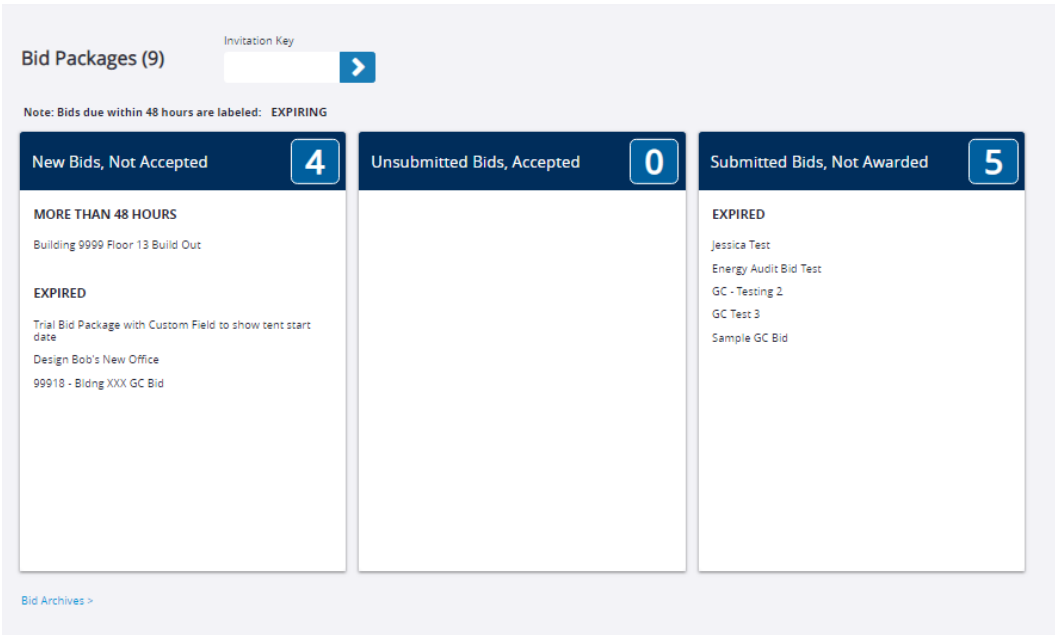 Invitation Key
Bid Packages (9)
Note: Bids due within 48 hours are labeled: EXPIRING
New Bids, Not Accepted
4
MORE THAN 48 HOURS
Building 9999 Floor 13 Build Out
EXPIRED
Trial Bid Package with Custom Field to show tent start
date
Design Bob's New Office
99918 - Bldng XXX GC Bid
Unsubmitted Bids, Accepted
0
Submitted Bids, Not Awarded
5
EXPIRED
Jessica Test
Energy Audit Bid Test
GC - Testing 2
GC Test 3
Sample GC Bid
Bid Archives >